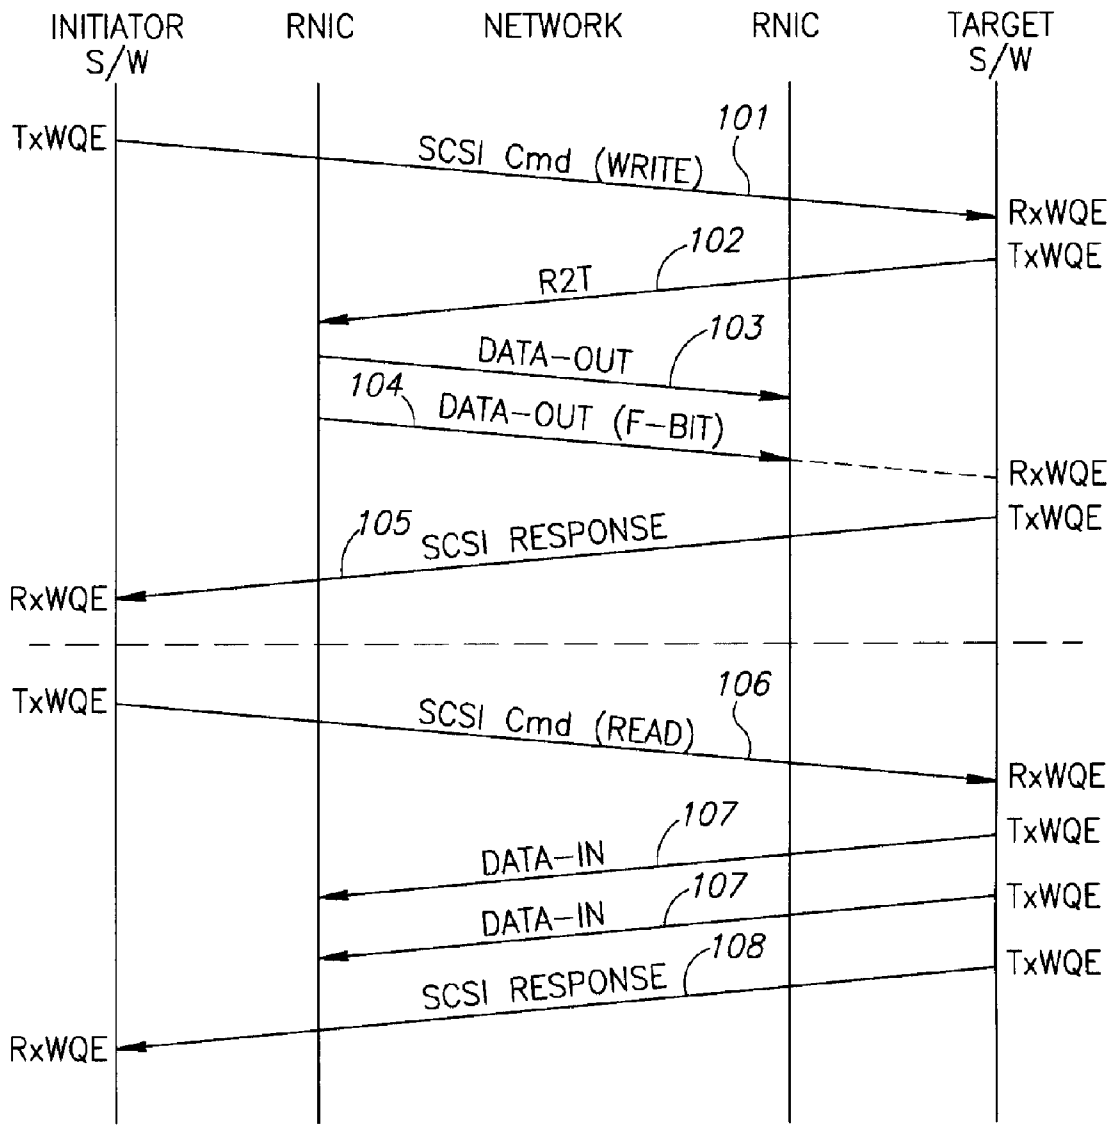 INITIATOR S/W
RNIC
NETWORK
RNIC
TARGET S/W
101
TxWQE
SCSI Cmd (WRITE)
RxWQE
102
TxWQE
R2T
103
DATA-OUT
104
DATA-OUT (F-BIT)
RxWQE
105
SCSI RESPONSE
TxWQE
RxWQE
TxWQE
106
SCSI Cmd (READ)
RxWQE
107
TxWQE
DATA-IN
107
TxWQE
DATA-IN
108
TxWQE
SCSI RESPONSE
RxWQE